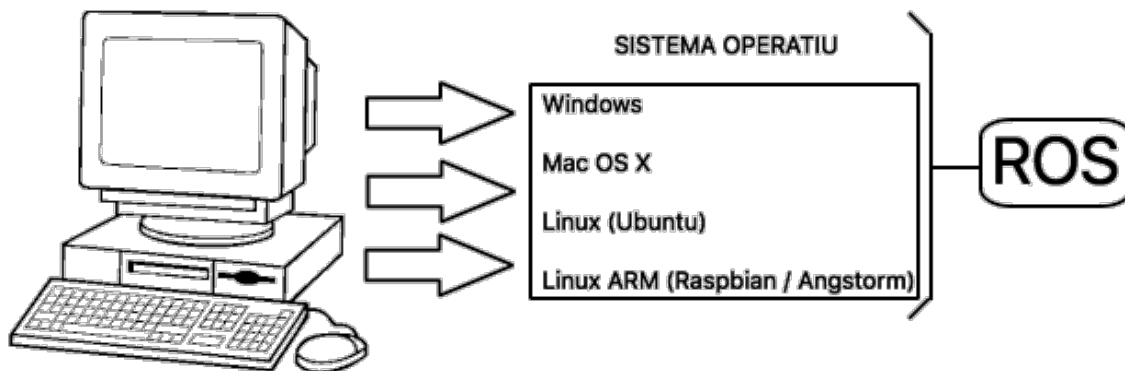 SISTEMA OPERATIU
Windows
Mac OS X
Linux (Ubuntu)
Linux ARM (Raspbian / Angstorm)
ROS